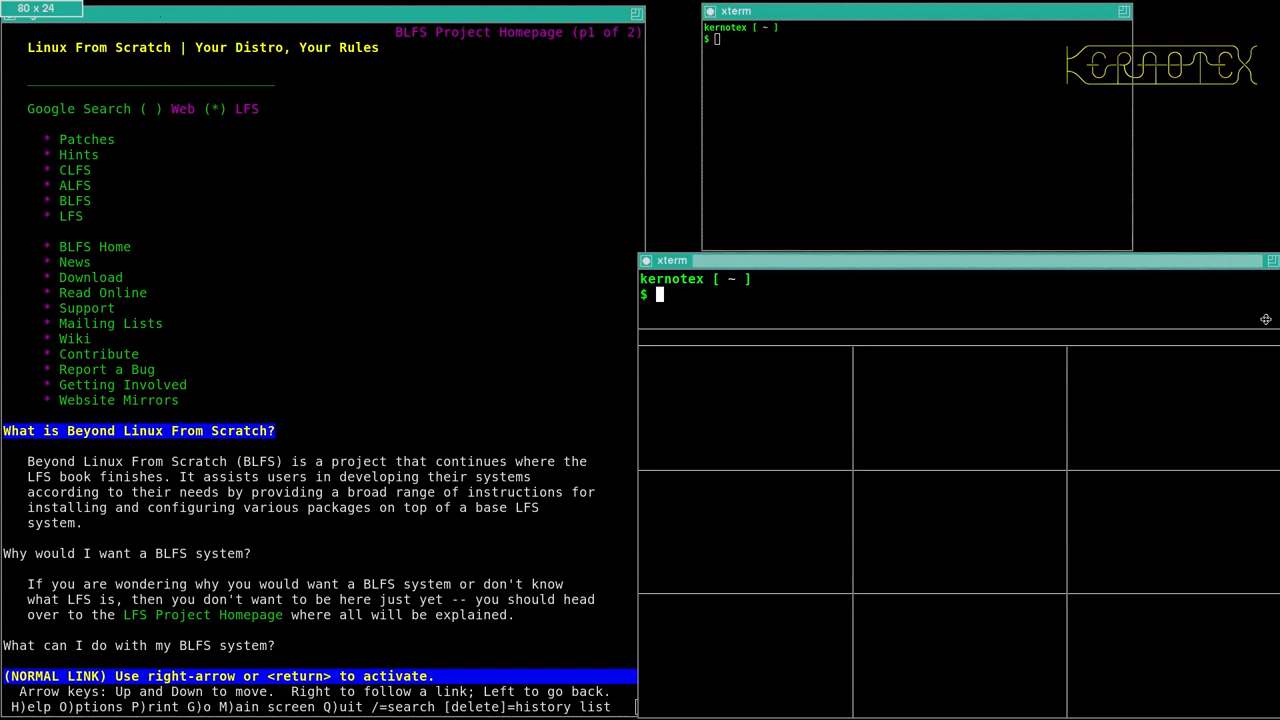 80 x 24
BLFS Project Homepage (p1 of 2)
Linux From Scratch | Your Distro, Your Rules
_______________________________
Google Search ( ) Web (*) LFS
* Patches
* Hints
* CLFS
* ALFS
* BLFS
* LFS
* BLFS Home
* News
* Download
* Read Online
* Support
* Mailing Lists
* Wiki
* Contribute
* Report a Bug
* Getting Involved
* Website Mirrors
What is Beyond Linux From Scratch?
Beyond Linux From Scratch (BLFS) is a project that continues where the
LFS book finishes. It assists users in developing their systems
according to their needs by providing a broad range of instructions for
installing and configuring various packages on top of a base LFS
system.
Why would I want a BLFS system?
If you are wondering why you would want a BLFS system or don't know
what LFS is, then you don't want to be here just yet -- you should head
over to the LFS Project Homepage where all will be explained.
What can I do with my BLFS system?
(NORMAL LINK) Use right-arrow or <return> to activate.
Arrow keys: Up and Down to move. Right to follow a link; Left to go back.
H)elp O)ptions P)rint G)o M)ain screen Q)uit /=search [delete]=history list
xterm
kernotex [ ~ ]
$
KERNOTEX
xterm
kernotex [ ~ ]
$